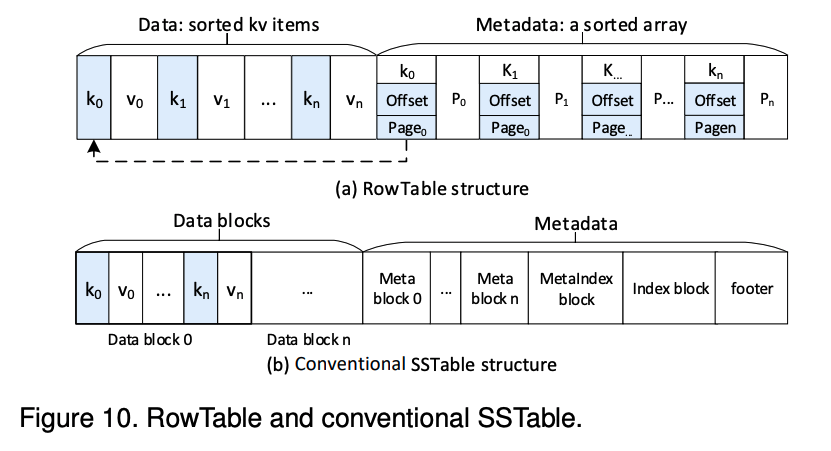 Data: sorted kv items Metadata: a sorted array
k0 v0 k1 v1 ... kn vn k0 Offset Page0 P0 K1 Offset Page0 P1 K... Offset Page... P... kn Offset Pagen Pn
(a) RowTable structure
Data blocks Metadata
k0 v0 ... kn vn ... Meta block 0 ... Meta block n MetaIndex block Index block footer
Data block 0 Data block n
(b) Conventional SSTable structure
Figure 10. RowTable and conventional SSTable.